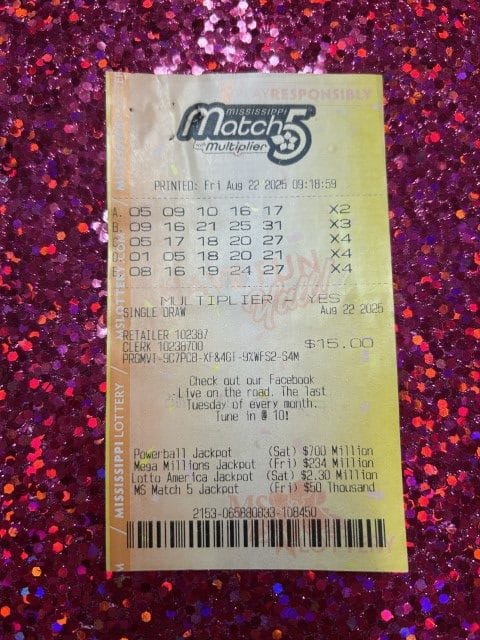 PLAY RESPONSIBLY
MISSISSIPPI
Match 5
Multiplier
PRINTED: Fri Aug 22 2025 09:18:59
A. 05 09 10 16 17 X2
B. 09 16 21 25 31 X3
C. 05 17 18 20 27 X4
D. 01 05 18 20 21 X4
E. 08 16 19 24 27 X4
MULTIPLIER - YES
SINGLE DRAW Aug 22 2025
RETAILER 102387
CLERK 10238700 $15.00
Check out our Facebook
Live on the road. The last
Tuesday of every month.
Tune in @ 10!
Powerball Jackpot (Sat) $700 Million
Mega Millions Jackpot (Fri) $234 Million
Lotto America Jackpot (Sat) $2.30 Million
MS Match 5 Jackpot (Fri) $50 Thousand
2153-065880833-108450
MISSISSIPPI LOTTERY
MSLOTTERY.COM